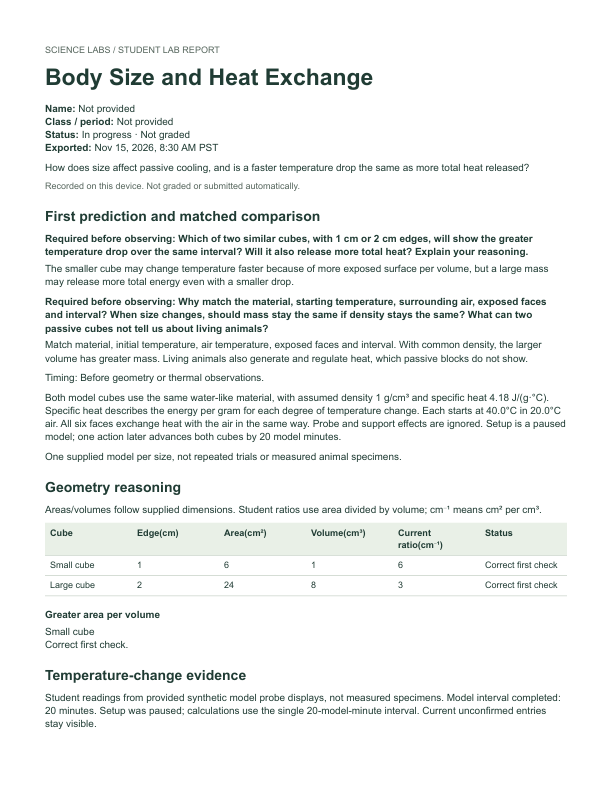 SCIENCE LABS / STUDENT LAB REPORT
Body Size and Heat Exchange
Name: Not provided
Class / period: Not provided
Status: In progress · Not graded
Exported: Nov 15, 2026, 8:30 AM PST
How does size affect passive cooling, and is a faster temperature drop the same as more total heat released?
Recorded on this device. Not graded or submitted automatically.
First prediction and matched comparison
Required before observing: Which of two similar cubes, with 1 cm or 2 cm edges, will show the greater
temperature drop over the same interval? Will it also release more total heat? Explain your reasoning.
The smaller cube may change temperature faster because of more exposed surface per volume, but a large mass
may release more total energy even with a smaller drop.
Required before observing: Why match the material, starting temperature, surrounding air, exposed faces
and interval? When size changes, should mass stay the same if density stays the same? What can two
passive cubes not tell us about living animals?
Match material, initial temperature, air temperature, exposed faces and interval. With common density, the larger
volume has greater mass. Living animals also generate and regulate heat, which passive blocks do not show.
Timing: Before geometry or thermal observations.
Both model cubes use the same water-like material, with assumed density 1 g/cm³ and specific heat 4.18 J/(g·°C).
Specific heat describes the energy per gram for each degree of temperature change. Each starts at 40.0°C in 20.0°C
air. All six faces exchange heat with the air in the same way. Probe and support effects are ignored. Setup is a paused
model; one action later advances both cubes by 20 model minutes.
One supplied model per size, not repeated trials or measured animal specimens.
Geometry reasoning
Areas/volumes follow supplied dimensions. Student ratios use area divided by volume; cm⁻¹ means cm² per cm³.
Cube Edge(cm) Area(cm²) Volume(cm³) Current ratio(cm⁻¹) Status
Small cube 1 6 1 6 Correct first check
Large cube 2 24 8 3 Correct first check
Greater area per volume
Small cube
Correct first check.
Temperature-change evidence
Student readings from provided synthetic model probe displays, not measured specimens. Model interval completed:
20 minutes. Setup was paused; calculations use the single 20-model-minute interval. Current unconfirmed entries
stay visible.